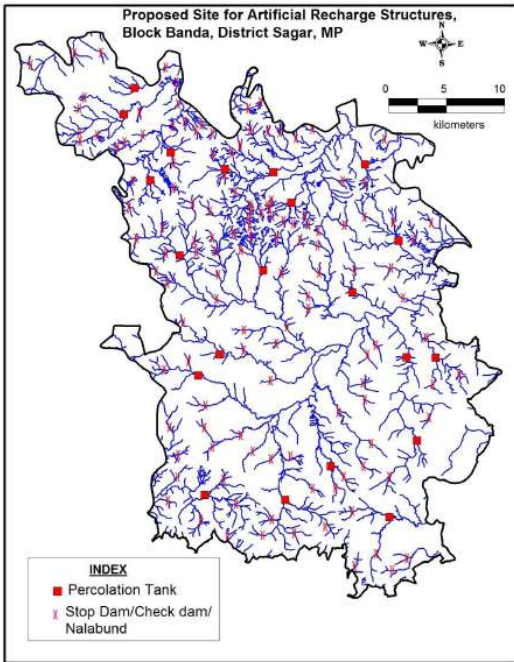 Proposed Site for Artificial Recharge Structures,
Block Banda, District Sagar, MP
N
W E
S
0 5 10
kilometers
INDEX
Percolation Tank
Stop Dam/Check dam/
Nalabund